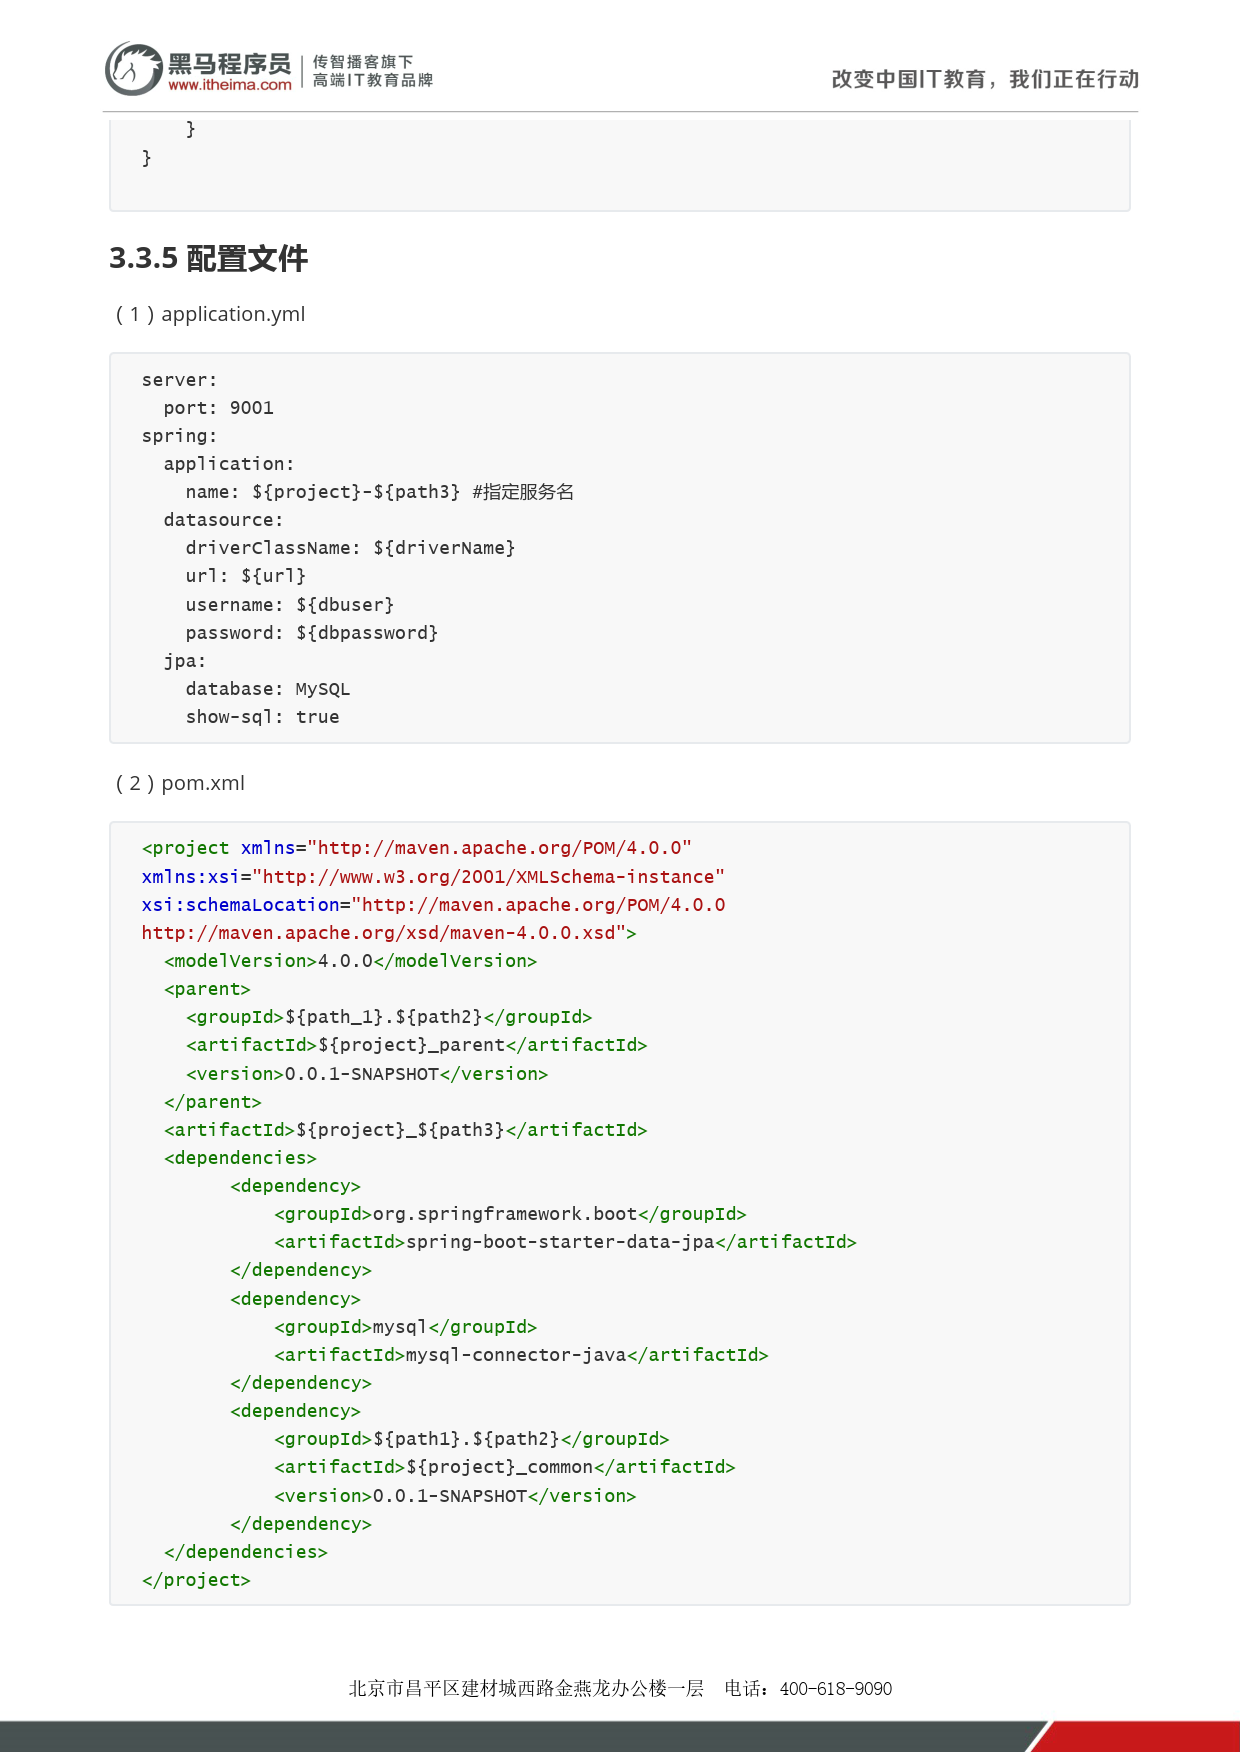 黑马程序员
www.itheima.com
传智播客旗下
高端IT教育品牌
改变中国IT教育，我们正在行动
    }
}
3.3.5 配置文件
（1）application.yml
server:
  port: 9001
spring:
  application:
    name: ${project}-${path3} #指定服务名
  datasource:
    driverClassName: ${driverName}
    url: ${url}
    username: ${dbuser}
    password: ${dbpassword}
  jpa:
    database: MySQL
    show-sql: true
（2）pom.xml
<project xmlns="http://maven.apache.org/POM/4.0.0"
xmlns:xsi="http://www.w3.org/2001/XMLSchema-instance"
xsi:schemaLocation="http://maven.apache.org/POM/4.0.0
http://maven.apache.org/xsd/maven-4.0.0.xsd">
  <modelVersion>4.0.0</modelVersion>
  <parent>
    <groupId>${path_1}.${path2}</groupId>
    <artifactId>${project}_parent</artifactId>
    <version>0.0.1-SNAPSHOT</version>
  </parent>
  <artifactId>${project}_${path3}</artifactId>
  <dependencies>
        <dependency>
            <groupId>org.springframework.boot</groupId>
            <artifactId>spring-boot-starter-data-jpa</artifactId>
        </dependency>
        <dependency>
            <groupId>mysql</groupId>
            <artifactId>mysql-connector-java</artifactId>
        </dependency>
        <dependency>
            <groupId>${path1}.${path2}</groupId>
            <artifactId>${project}_common</artifactId>
            <version>0.0.1-SNAPSHOT</version>
        </dependency>
  </dependencies>
</project>
北京市昌平区建材城西路金燕龙办公楼一层 电话：400-618-9090